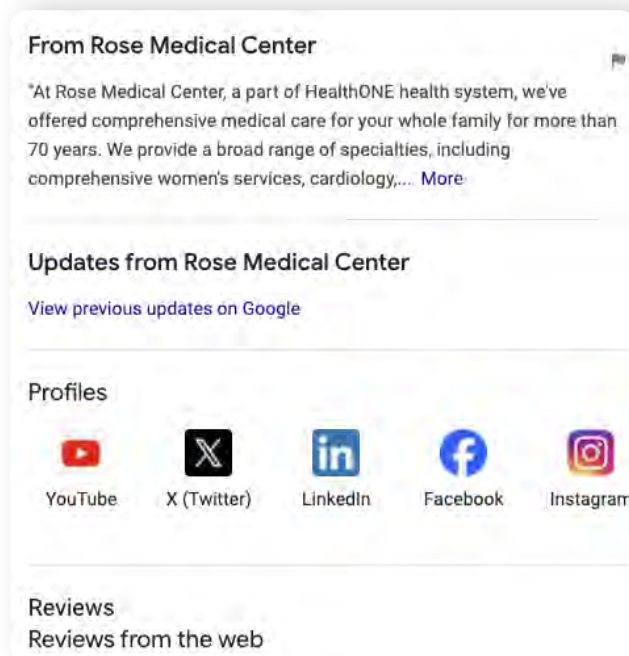 From Rose Medical Center
"At Rose Medical Center, a part of HealthONE health system, we've
offered comprehensive medical care for your whole family for more than
70 years. We provide a broad range of specialties, including
comprehensive women's services, cardiology,... More
Updates from Rose Medical Center
View previous updates on Google
Profiles
YouTube X (Twitter) LinkedIn Facebook Instagram
Reviews
Reviews from the web